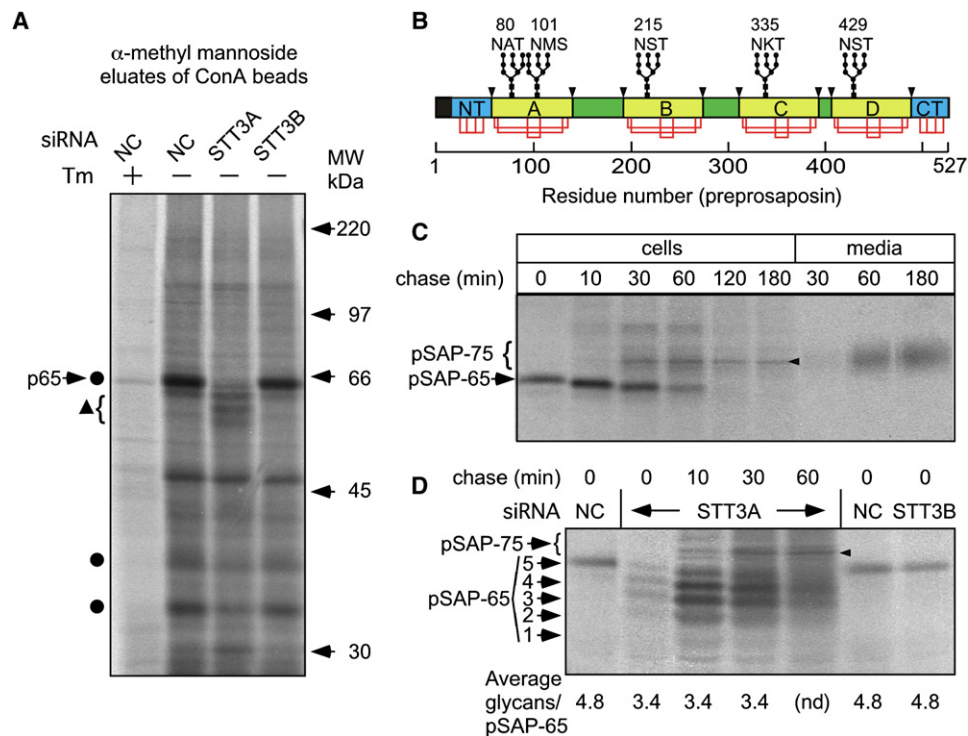 A
α-methyl mannoside
eluates of ConA beads
siRNA NC NC STT3A STT3B
Tm + − − −
MW
kDa
220
97
p65 66
45
30
B
80 101 215 335 429
NAT NMS NST NKT NST
NT A B C D CT
1 100 200 300 400 527
Residue number (preprosaposin)
C
cells media
chase (min) 0 10 30 60 120 180 30 60 180
pSAP-75 {
pSAP-65
D
chase (min) 0 0 10 30 60 0 0
siRNA NC STT3A NC STT3B
pSAP-75 {
5
4
pSAP-65 3
2
1
Average
glycans/
pSAP-65 4.8 3.4 3.4 3.4 (nd) 4.8 4.8